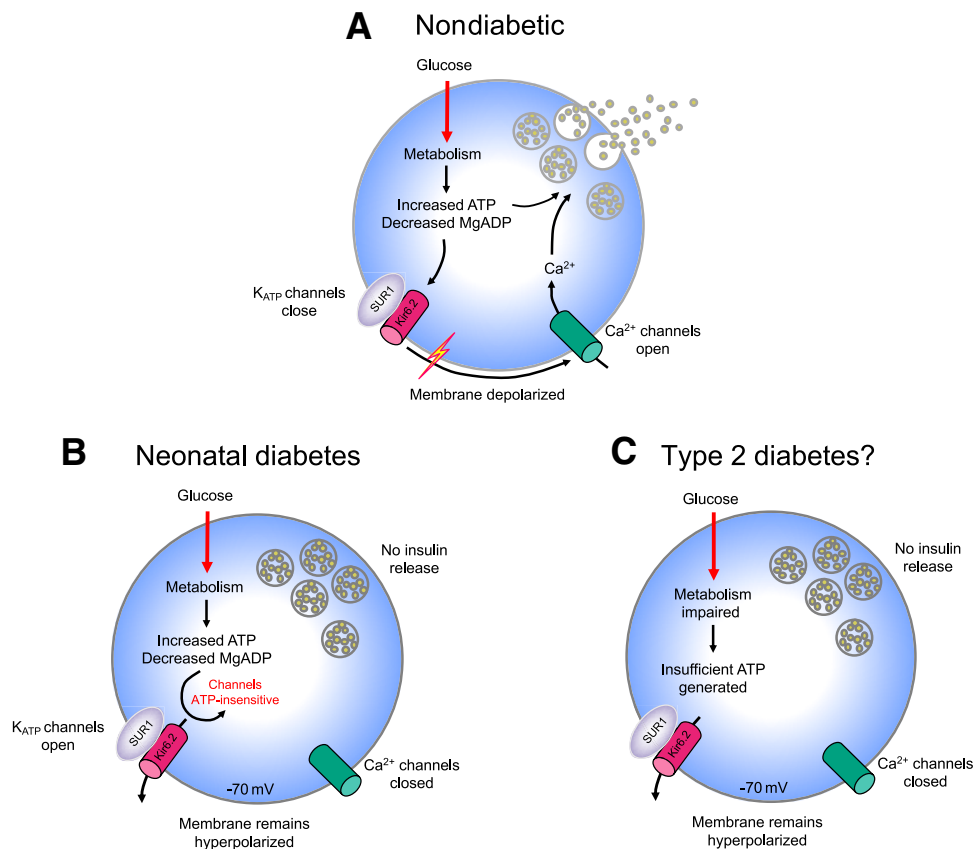 A Nondiabetic
Glucose
Metabolism
Increased ATP
Decreased MgADP
Ca²⁺
K_ATP channels
close
SUR1
Kir6.2
Ca²⁺ channels
open
Membrane depolarized
B Neonatal diabetes
Glucose
No insulin
release
Metabolism
Increased ATP
Decreased MgADP
Channels
ATP-insensitive
K_ATP channels
open
SUR1
Kir6.2
Ca²⁺ channels
closed
-70 mV
Membrane remains
hyperpolarized
C Type 2 diabetes?
Glucose
No insulin
release
Metabolism
impaired
Insufficient ATP
generated
SUR1
Kir6.2
Ca²⁺ channels
closed
-70 mV
Membrane remains
hyperpolarized